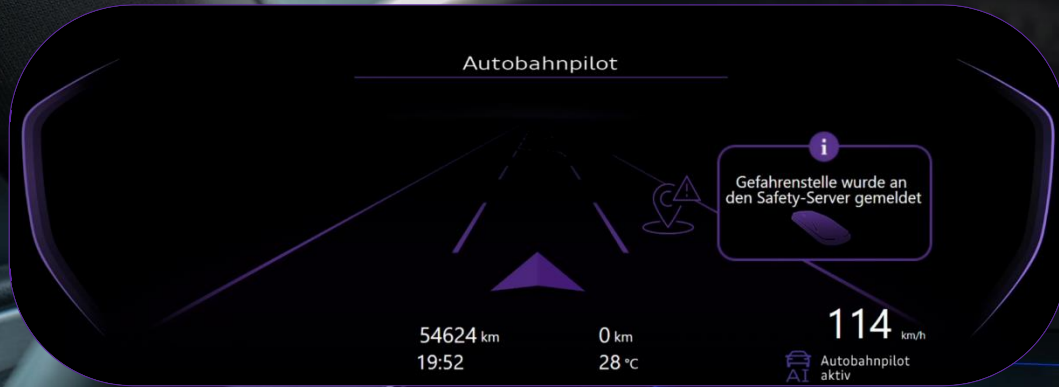 Autobahnpilot
Gefahrenstelle wurde an
den Safety-Server gemeldet
54624 km
0 km
114 km/h
19:52
28 °C
AI
Autobahnpilot
aktiv